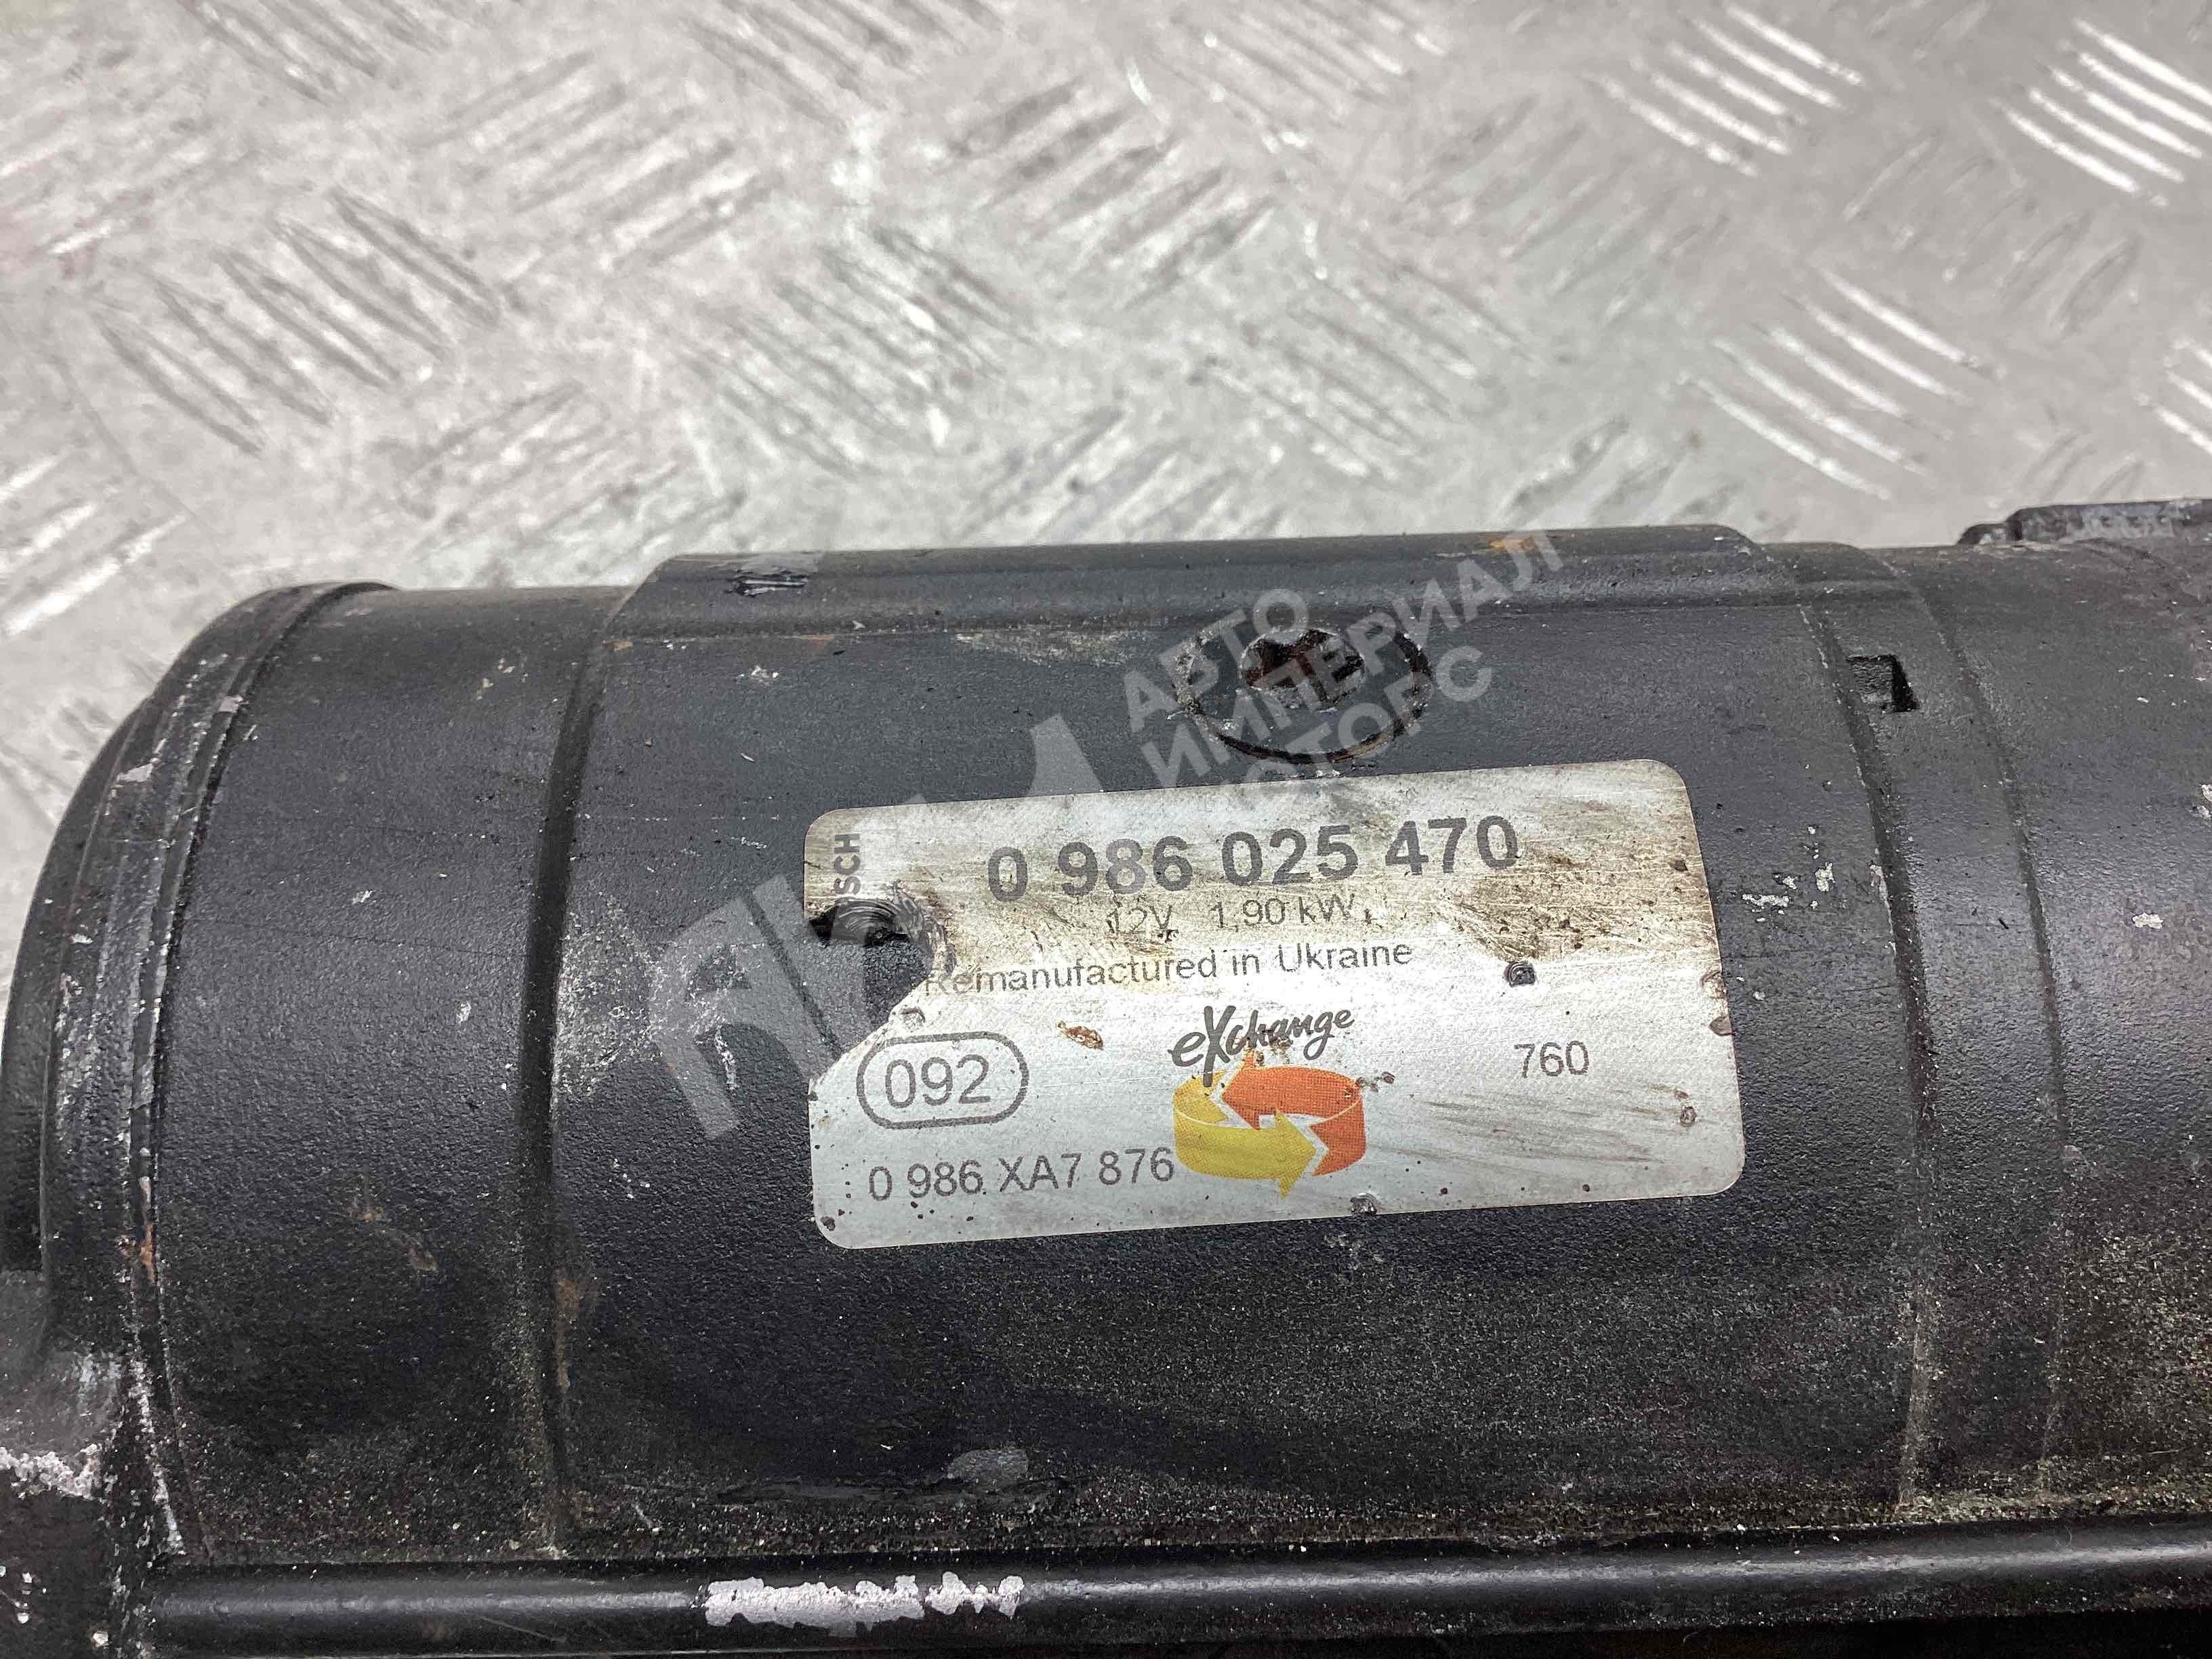 АВТО
ИМПЕРИАЛ
МОТОРС
0 986 025 470
12V 1,90 kW
Remanufactured in Ukraine
eXchange
092
760
0 986 XA7 876